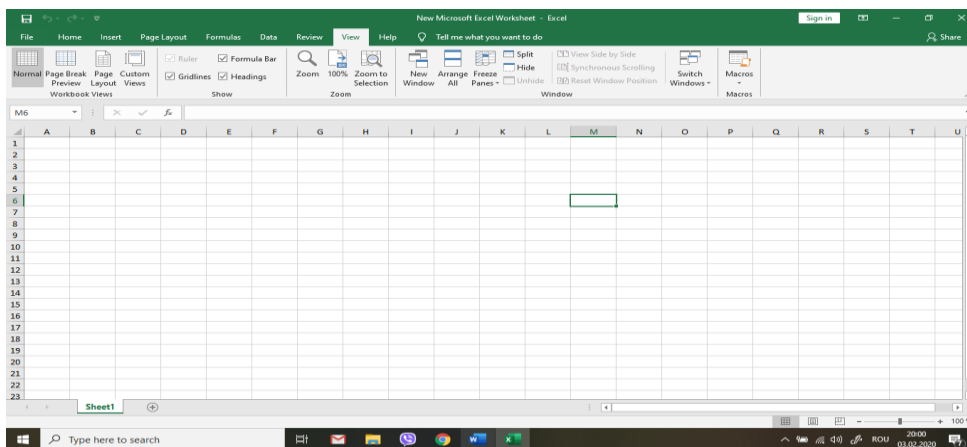 New Microsoft Excel Worksheet - Excel
Sign in
File Home Insert Page Layout Formulas Data Review View Help Tell me what you want to do Share
Normal Page Break Preview Page Layout Custom Views
Workbook Views
Ruler Formula Bar
Gridlines Headings
Show
Zoom 100% Zoom to Selection
Zoom
New Window Arrange All Freeze Panes
Split
Hide
Unhide
View Side by Side
Synchronous Scrolling
Reset Window Position
Switch Windows
Window
Macros
Macros
M6 fx
A B C D E F G H I J K L M N O P Q R S T U
1
2
3
4
5
6
7
8
9
10
11
12
13
14
15
16
17
18
19
20
21
22
23
Sheet1
100
Type here to search
ROU
20:00
03.02.2020